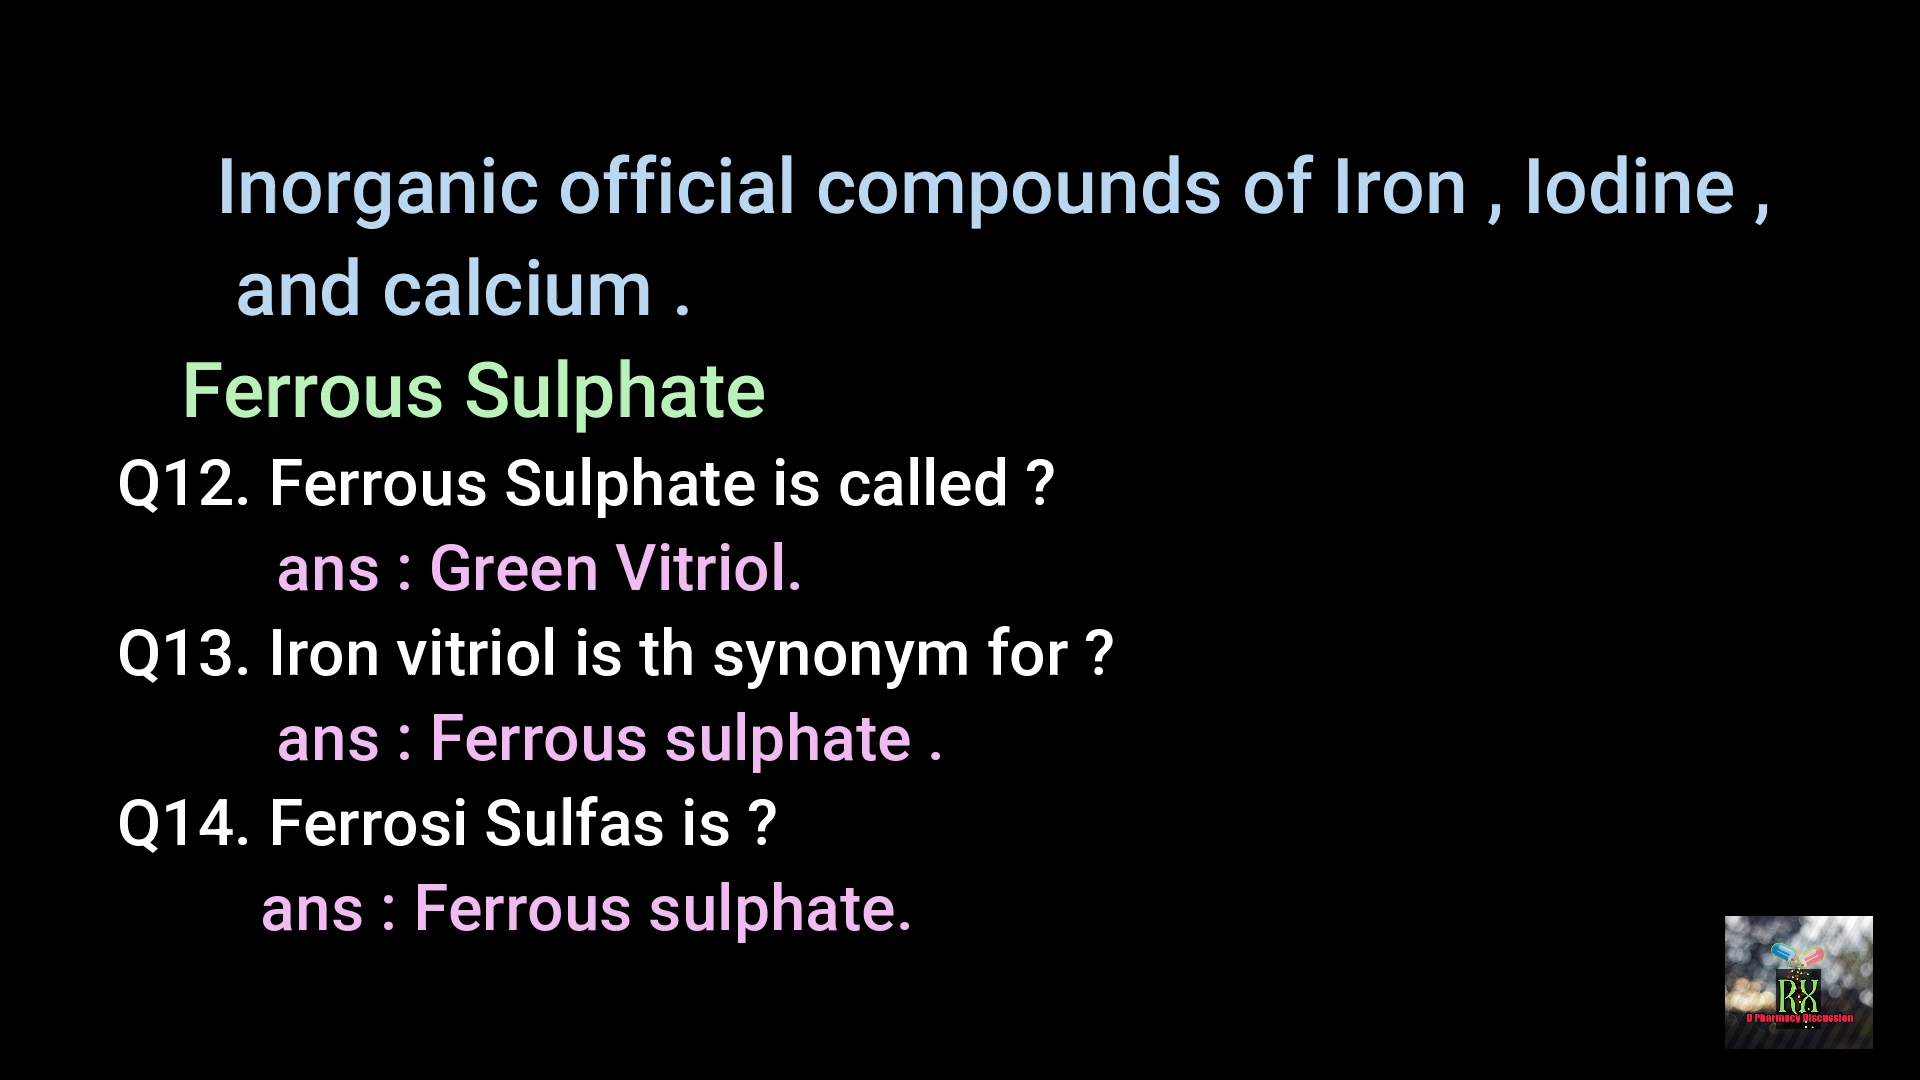 Inorganic official compounds of Iron , Iodine ,
and calcium .
Ferrous Sulphate
Q12. Ferrous Sulphate is called ?
ans : Green Vitriol.
Q13. Iron vitriol is th synonym for ?
ans : Ferrous sulphate .
Q14. Ferrosi Sulfas is ?
ans : Ferrous sulphate.
RX
D Pharmacy Discussion